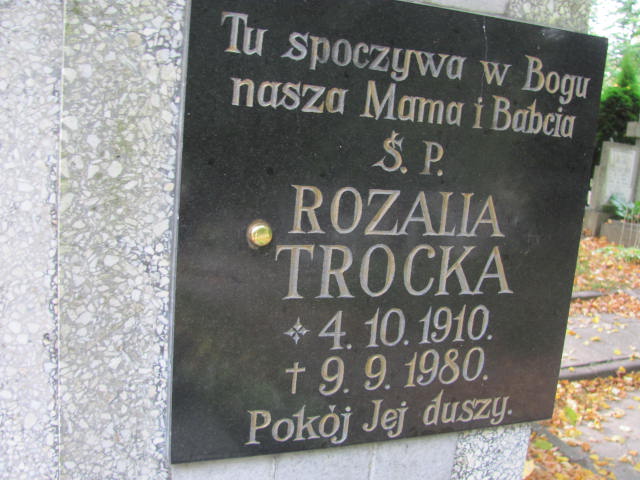 Tu spoczywa w Bogu
nasza Mama i Babcia
Ś. P.
ROZALIA
TROCKA
4. 10. 1910.
† 9. 9. 1980.
Pokój Jej duszy.